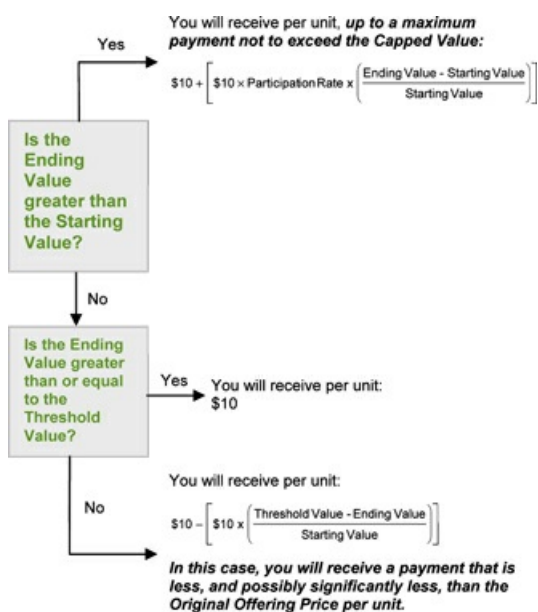 You will receive per unit, up to a maximum
Yes
payment not to exceed the Capped Value:
$10 + [ $10 × Participation Rate x ( Ending Value - Starting Value / Starting Value ) ]
Is the
Ending
Value
greater than
the Starting
Value?
No
Is the Ending
Value greater
than or equal
to the
Threshold
Value?
Yes
You will receive per unit:
$10
You will receive per unit:
No
$10 – [ $10 x ( Threshold Value - Ending Value / Starting Value ) ]
In this case, you will receive a payment that is
less, and possibly significantly less, than the
Original Offering Price per unit.